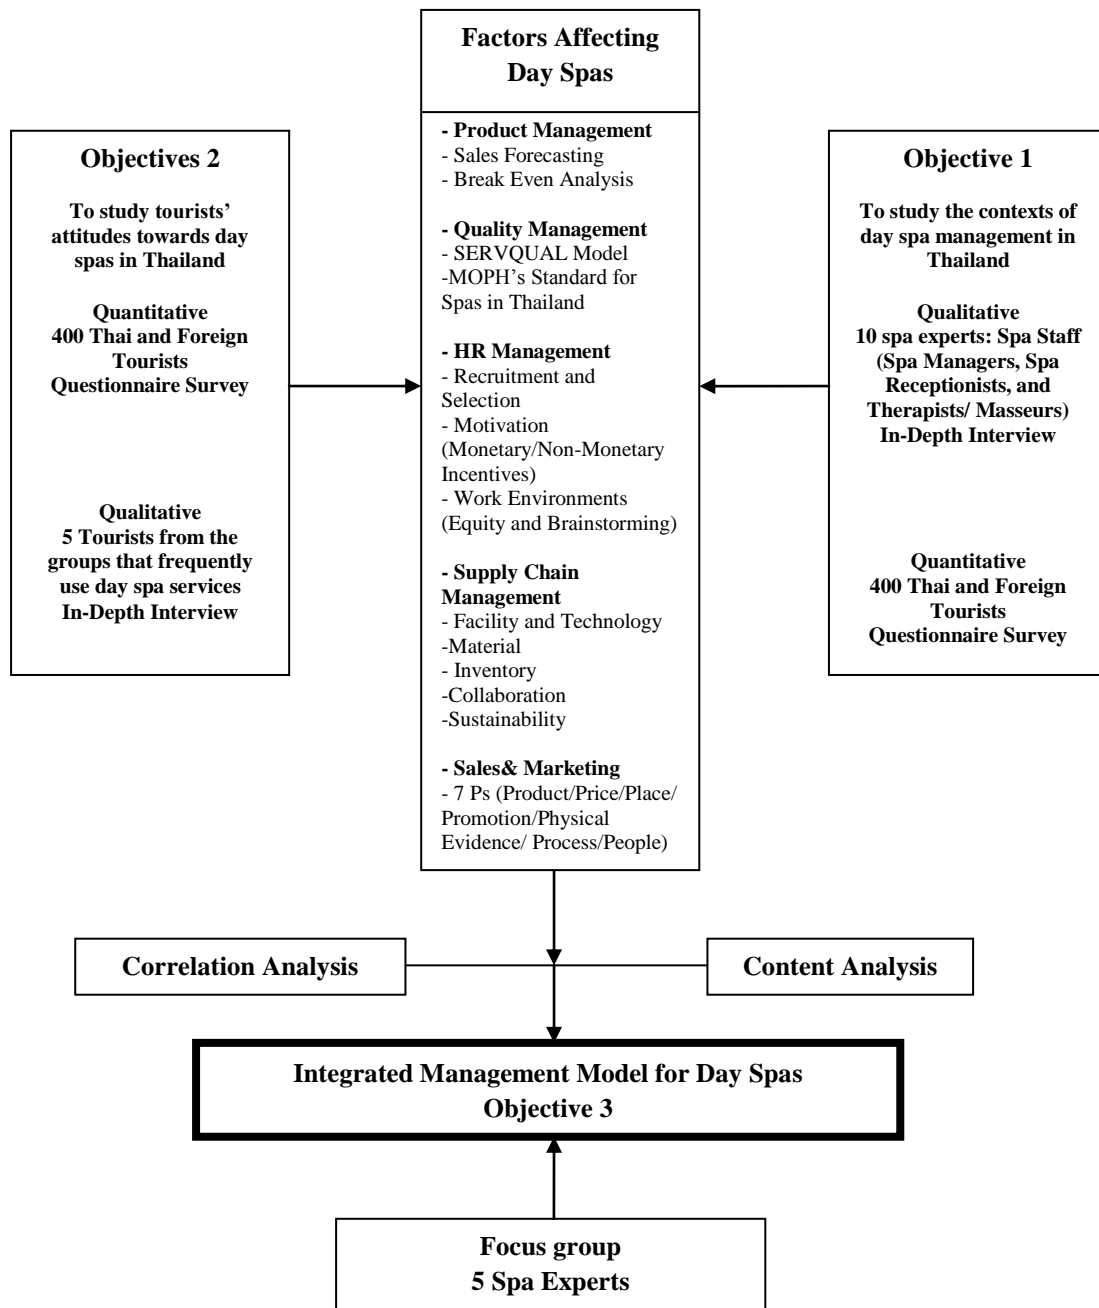 Factors Affecting
Day Spas
- Product Management
- Sales Forecasting
- Break Even Analysis
- Quality Management
- SERVQUAL Model
-MOPH's Standard for
Spas in Thailand
- HR Management
- Recruitment and
Selection
- Motivation
(Monetary/Non-Monetary
Incentives)
- Work Environments
(Equity and Brainstorming)
- Supply Chain
Management
- Facility and Technology
-Material
- Inventory
-Collaboration
-Sustainability
- Sales& Marketing
- 7 Ps (Product/Price/Place/
Promotion/Physical
Evidence/ Process/People)
Objectives 2
To study tourists'
attitudes towards day
spas in Thailand
Quantitative
400 Thai and Foreign
Tourists
Questionnaire Survey
Qualitative
5 Tourists from the
groups that frequently
use day spa services
In-Depth Interview
Objective 1
To study the contexts of
day spa management in
Thailand
Qualitative
10 spa experts: Spa Staff
(Spa Managers, Spa
Receptionists, and
Therapists/ Masseurs)
In-Depth Interview
Quantitative
400 Thai and Foreign
Tourists
Questionnaire Survey
Correlation Analysis
Content Analysis
Integrated Management Model for Day Spas
Objective 3
Focus group
5 Spa Experts